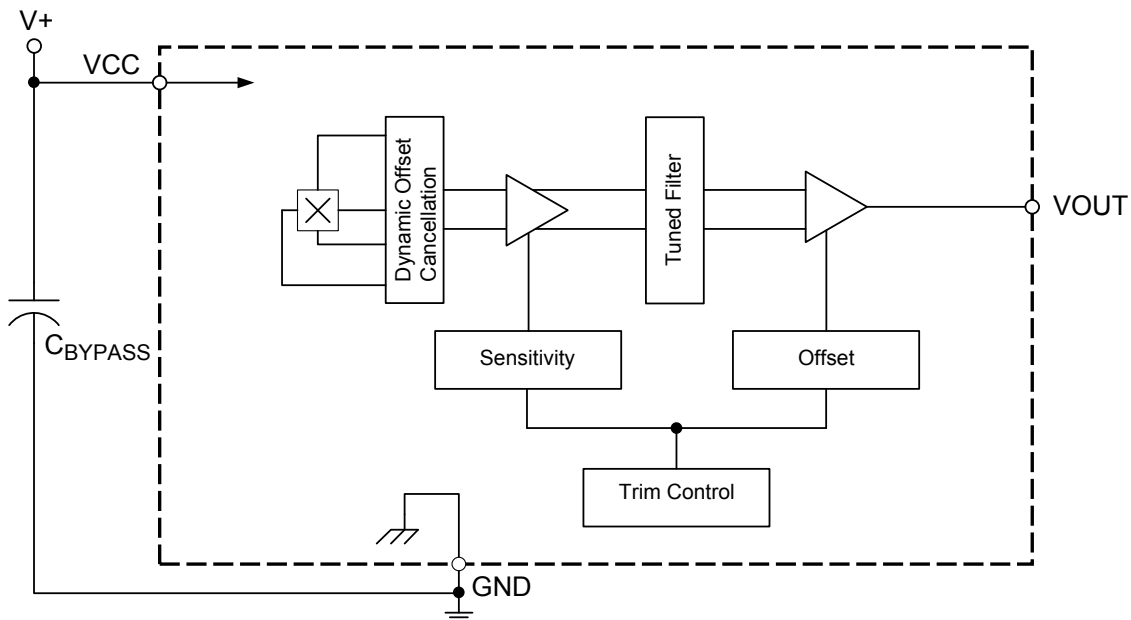 V+
VCC
Dynamic Offset
Cancellation
Tuned Filter
VOUT
CBYPASS
Sensitivity
Offset
Trim Control
GND